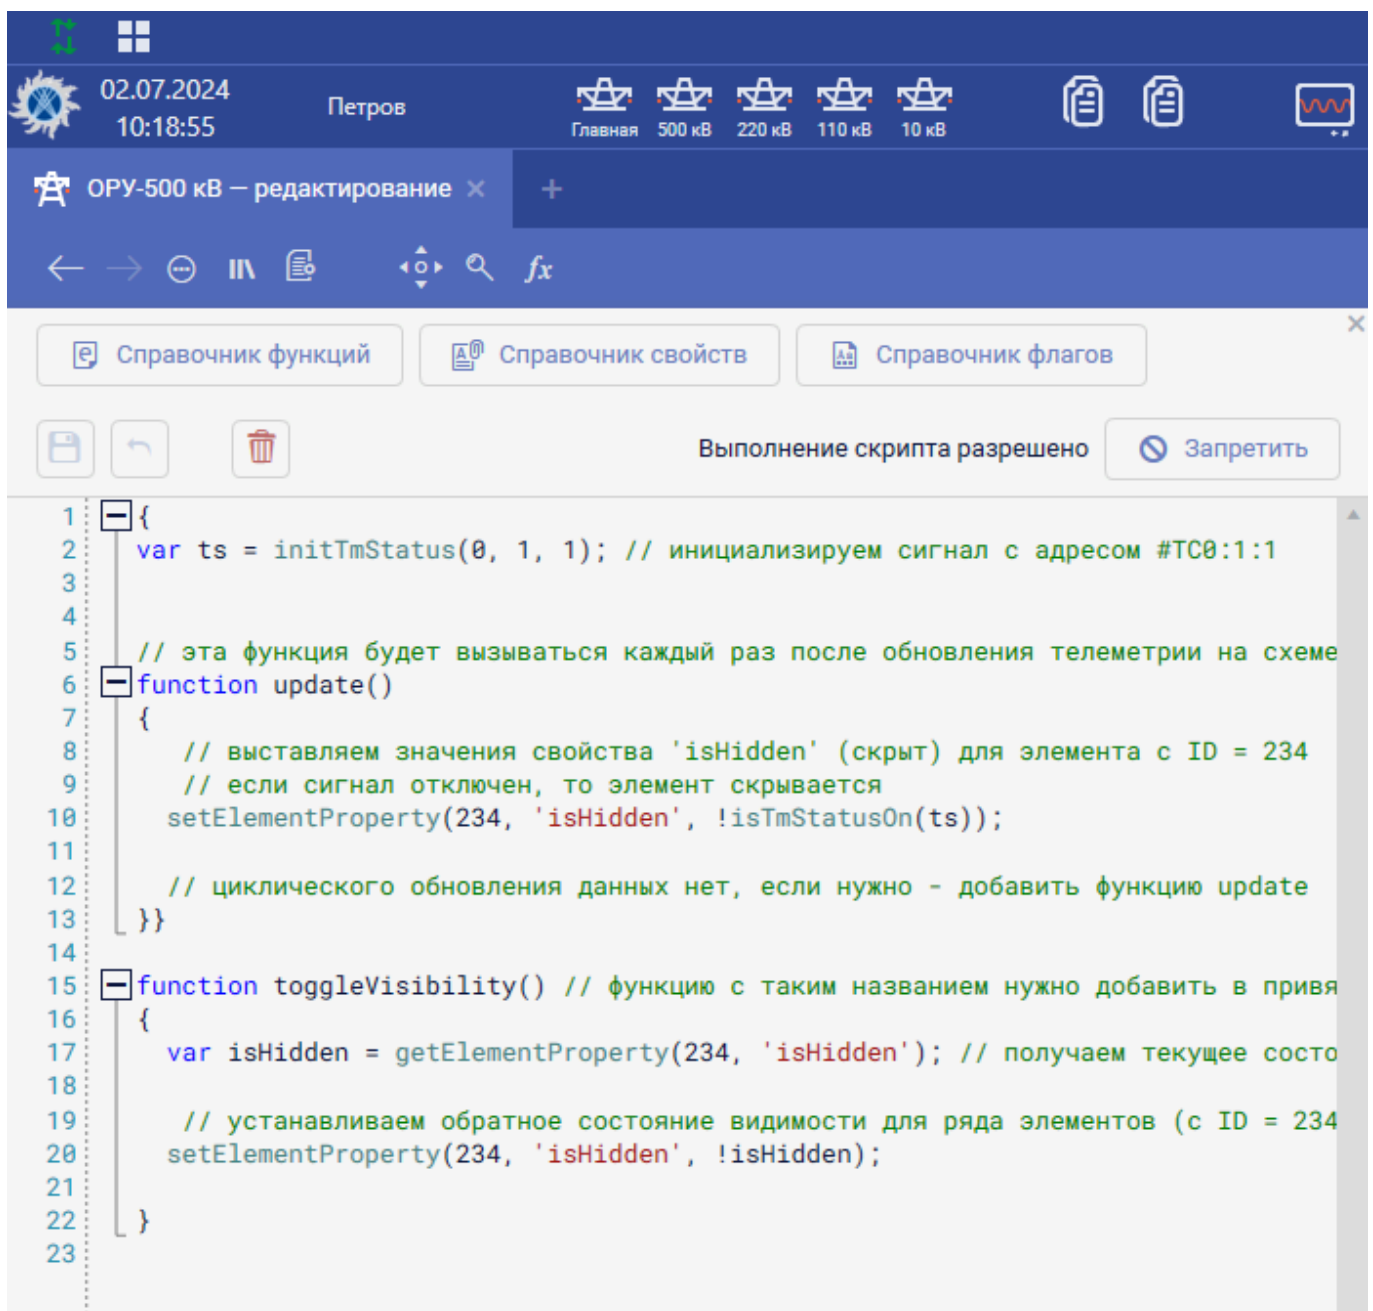 02.07.2024
10:18:55
Петров
Главная
500 кВ
220 кВ
110 кВ
10 кВ
ОРУ-500 кВ — редактирование
fx
Справочник функций
Справочник свойств
Справочник флагов
Выполнение скрипта разрешено
Запретить
1 {
2 var ts = initTmStatus(0, 1, 1); // инициализируем сигнал с адресом #ТС0:1:1
3
4
5 // эта функция будет вызываться каждый раз после обновления телеметрии на схеме
6 function update()
7 {
8 // выставляем значения свойства 'isHidden' (скрыт) для элемента с ID = 234
9 // если сигнал отключен, то элемент скрывается
10 setElementProperty(234, 'isHidden', !isTmStatusOn(ts));
11
12 // циклического обновления данных нет, если нужно - добавить функцию update
13 }}
14
15 function toggleVisibility() // функцию с таким названием нужно добавить в привя
16 {
17 var isHidden = getElementProperty(234, 'isHidden'); // получаем текущее состо
18
19 // устанавливаем обратное состояние видимости для ряда элементов (с ID = 234
20 setElementProperty(234, 'isHidden', !isHidden);
21
22 }
23